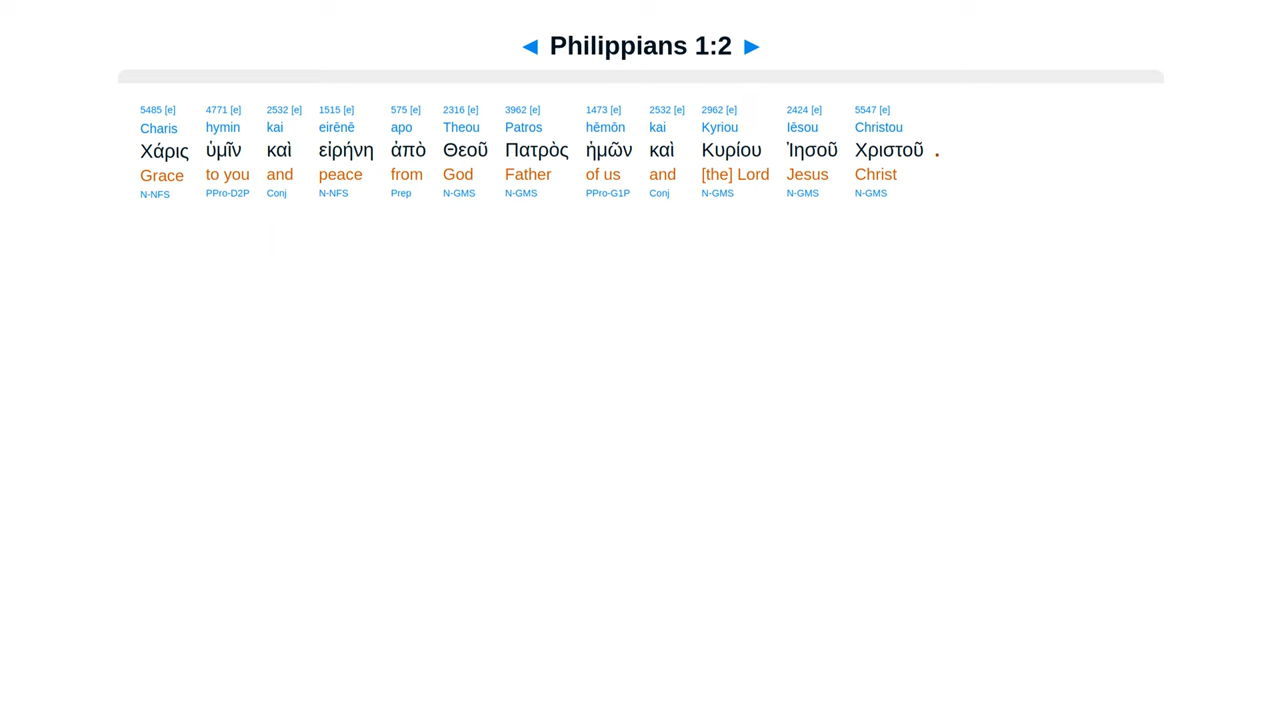 ◄ Philippians 1:2 ►
5485 [e] 4771 [e] 2532 [e] 1515 [e] 575 [e] 2316 [e] 3962 [e] 1473 [e] 2532 [e] 2962 [e] 2424 [e] 5547 [e]
Charis hymin kai eirēnē apo Theou Patros hēmōn kai Kyriou Iēsou Christou
Χάρις ὑμῖν καὶ εἰρήνη ἀπὸ Θεοῦ Πατρὸς ἡμῶν καὶ Κυρίου Ἰησοῦ Χριστοῦ .
Grace to you and peace from God Father of us and [the] Lord Jesus Christ
N-NFS PPro-D2P Conj N-NFS Prep N-GMS N-GMS PPro-G1P Conj N-GMS N-GMS N-GMS